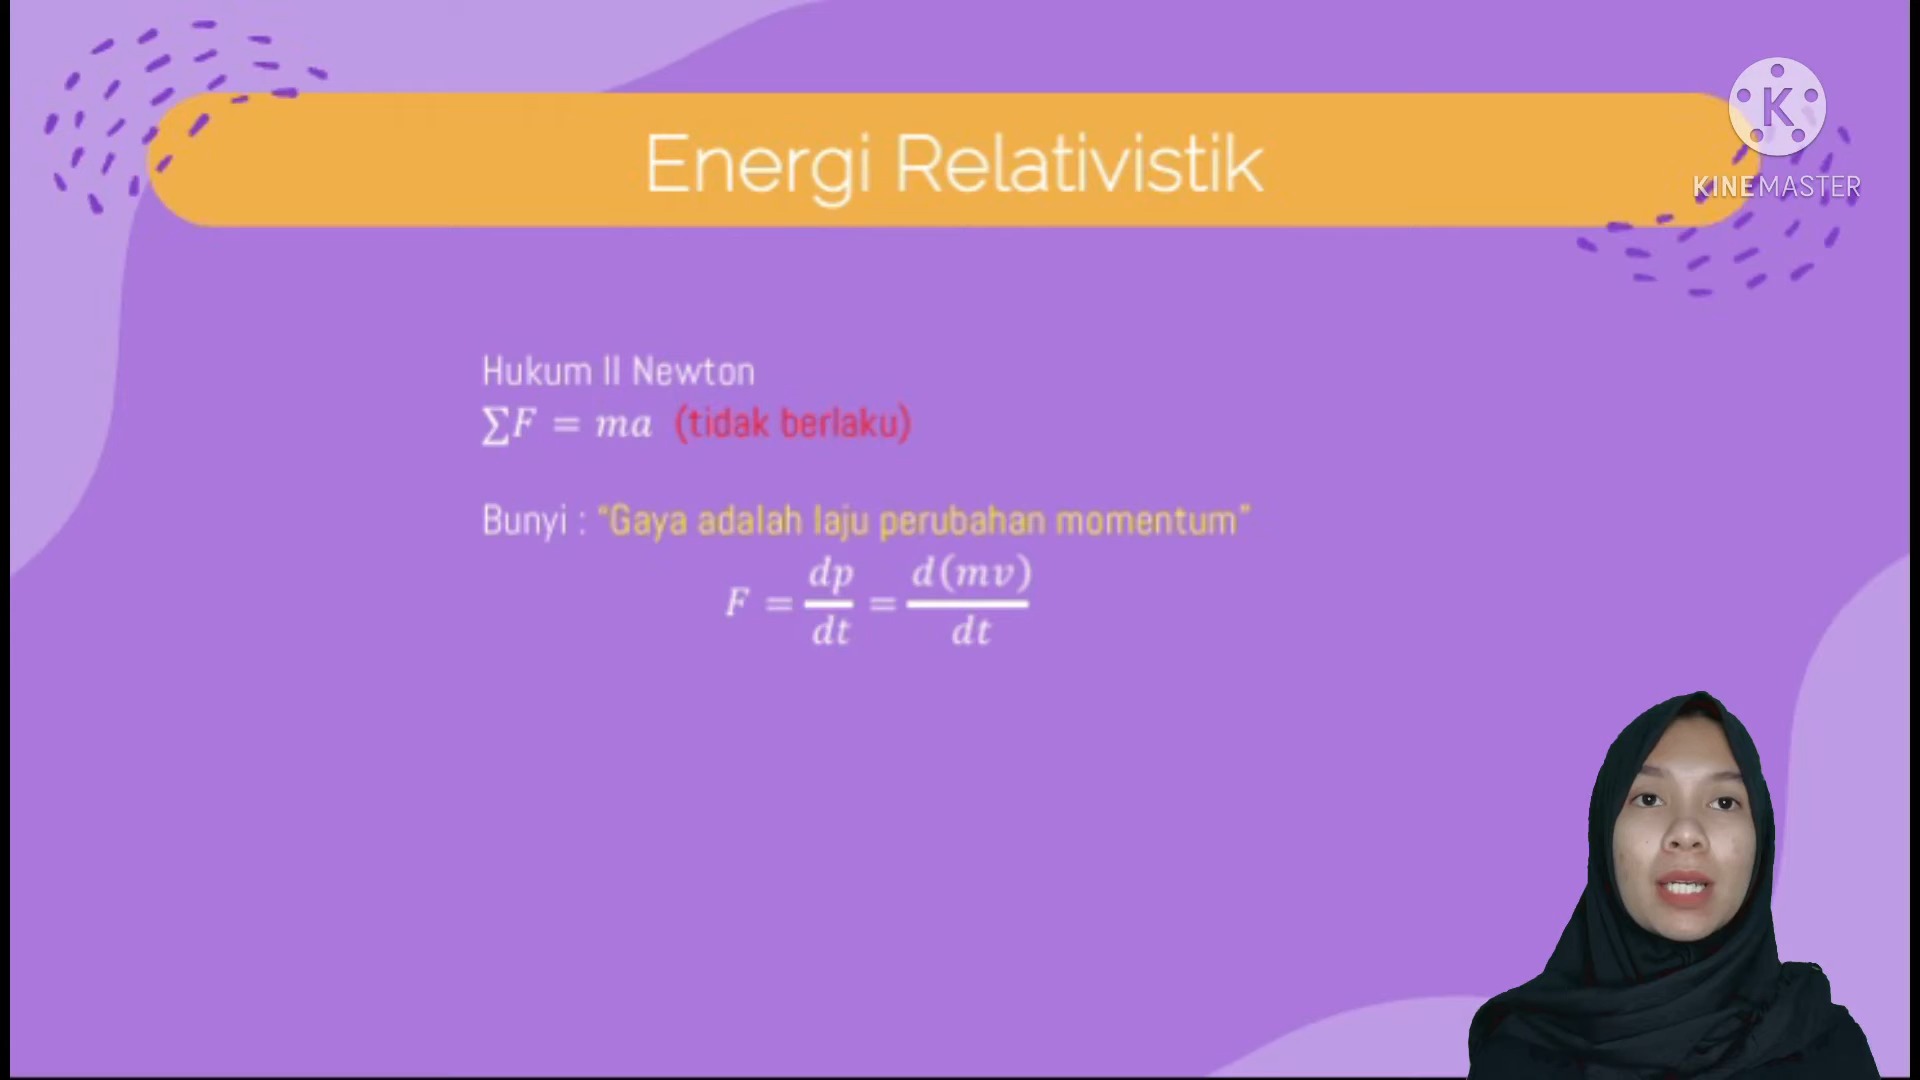 Energi Relativistik
K
KINEMASTER
Hukum II Newton
∑F = ma (tidak berlaku)
Bunyi : “Gaya adalah laju perubahan momentum”
F = dp/dt = d(mv)/dt